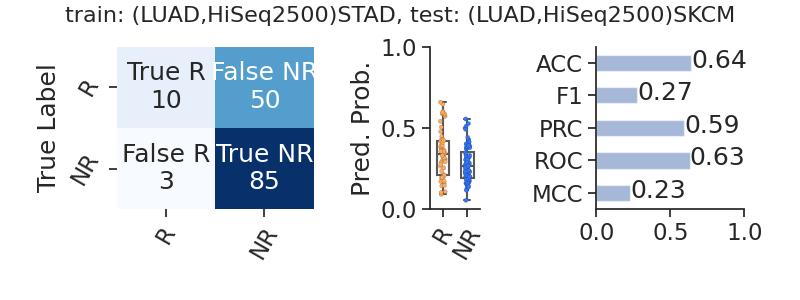 train: (LUAD,HiSeq2500)STAD, test: (LUAD,HiSeq2500)SKCM
True Label
R
NR
True R
10
False NR
50
False R
3
True NR
85
R
NR
Pred. Prob.
1.0
0.5
0.0
R
NR
ACC
0.64
F1
0.27
PRC
0.59
ROC
0.63
MCC
0.23
0.0
0.5
1.0